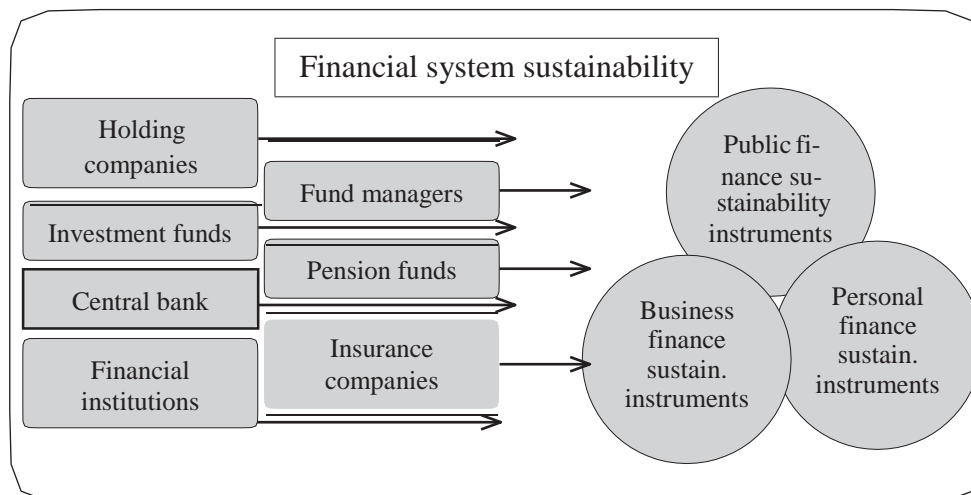 Financial system sustainability
Holding
companies
Fund managers
Investment funds
Pension funds
Central bank
Insurance
companies
Financial
institutions
Public fi-
nance su-
stainability
instruments
Business
finance
sustain.
instruments
Personal
finance
sustain.
instruments